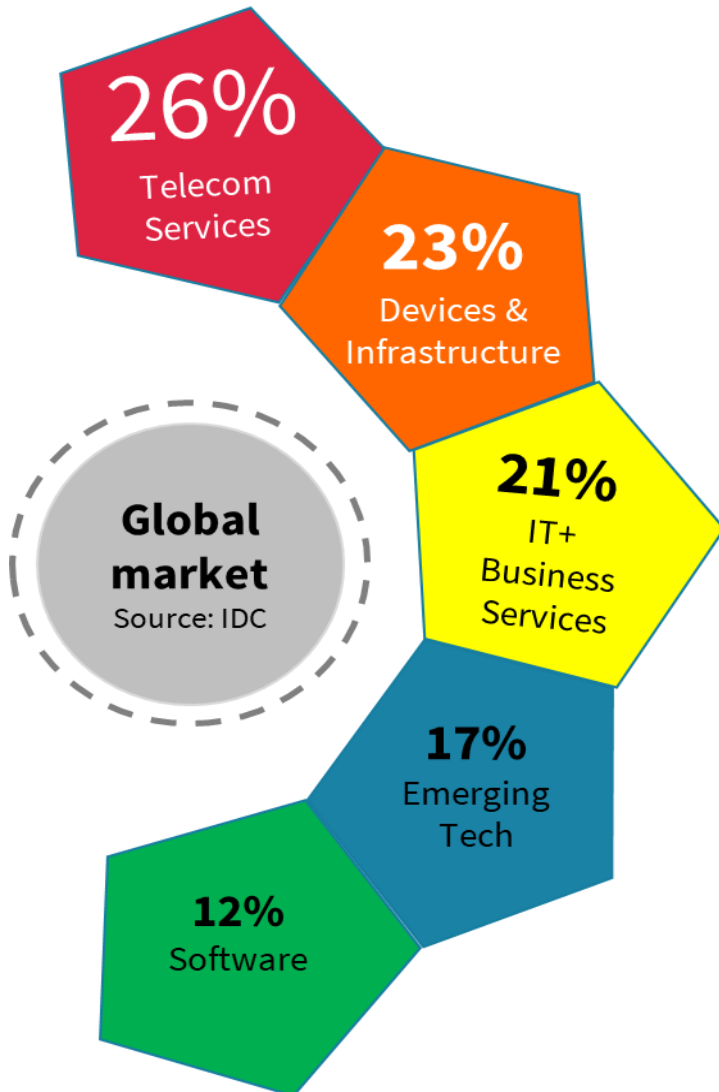 26%
Telecom
Services
23%
Devices &
Infrastructure
21%
IT+
Business
Services
Global
market
Source: IDC
17%
Emerging
Tech
12%
Software